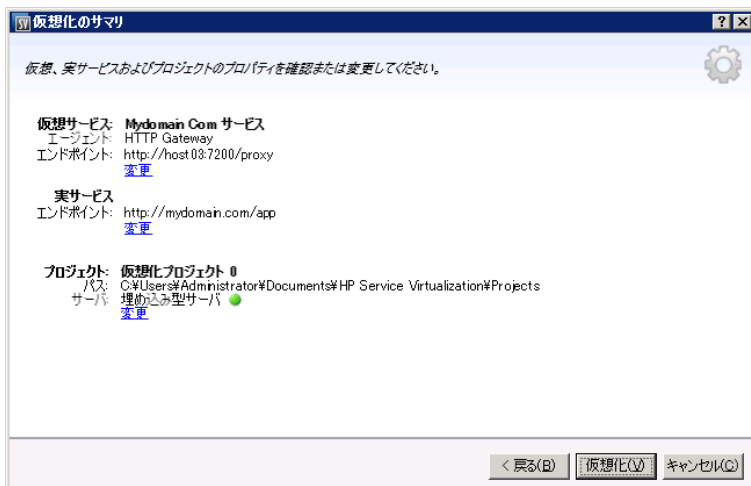 SV 仮想化のサマリ
仮想、実サービスおよびプロジェクトのプロパティを確認または変更してください。
仮想サービス: Mydomain Com サービス
エージェント: HTTP Gateway
エンドポイント: http://host03:7200/proxy
変更
実サービス
エンドポイント: http://mydomain.com/app
変更
プロジェクト: 仮想化プロジェクト 0
パス: C:¥Users¥Administrator¥Documents¥HP Service Virtualization¥Projects
サーバ: 埋め込み型サーバ
変更
< 戻る(B) 仮想化(V) キャンセル(C)